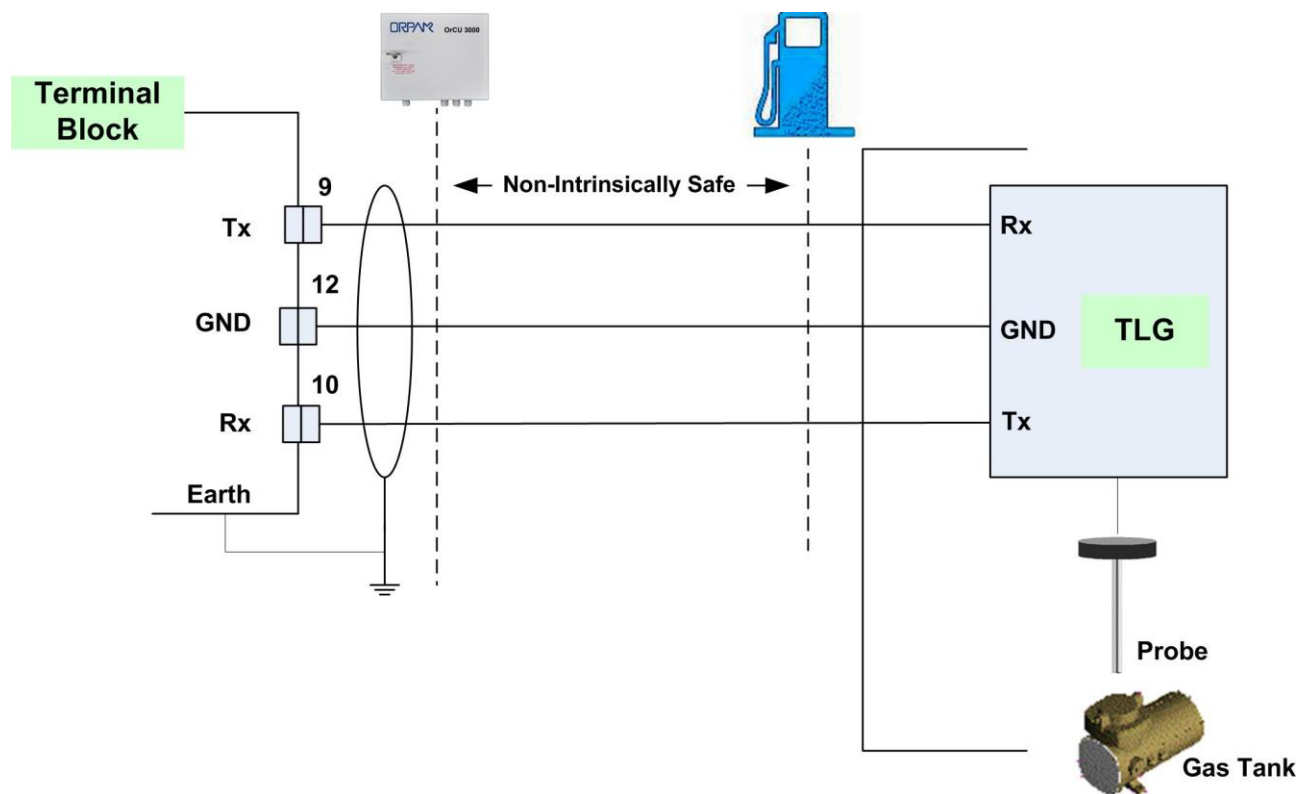 ORPAK OrCU 3000
Terminal
Block
Non-Intrinsically Safe
9
Tx
Rx
12
GND
GND
TLG
10
Rx
Tx
Earth
Probe
Gas Tank